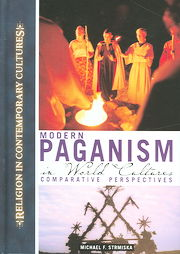 RELIGION IN CONTEMPORARY CULTURES
MODERN
PAGANISM
in World Cultures
COMPARATIVE PERSPECTIVES
MICHAEL F. STRMISKA